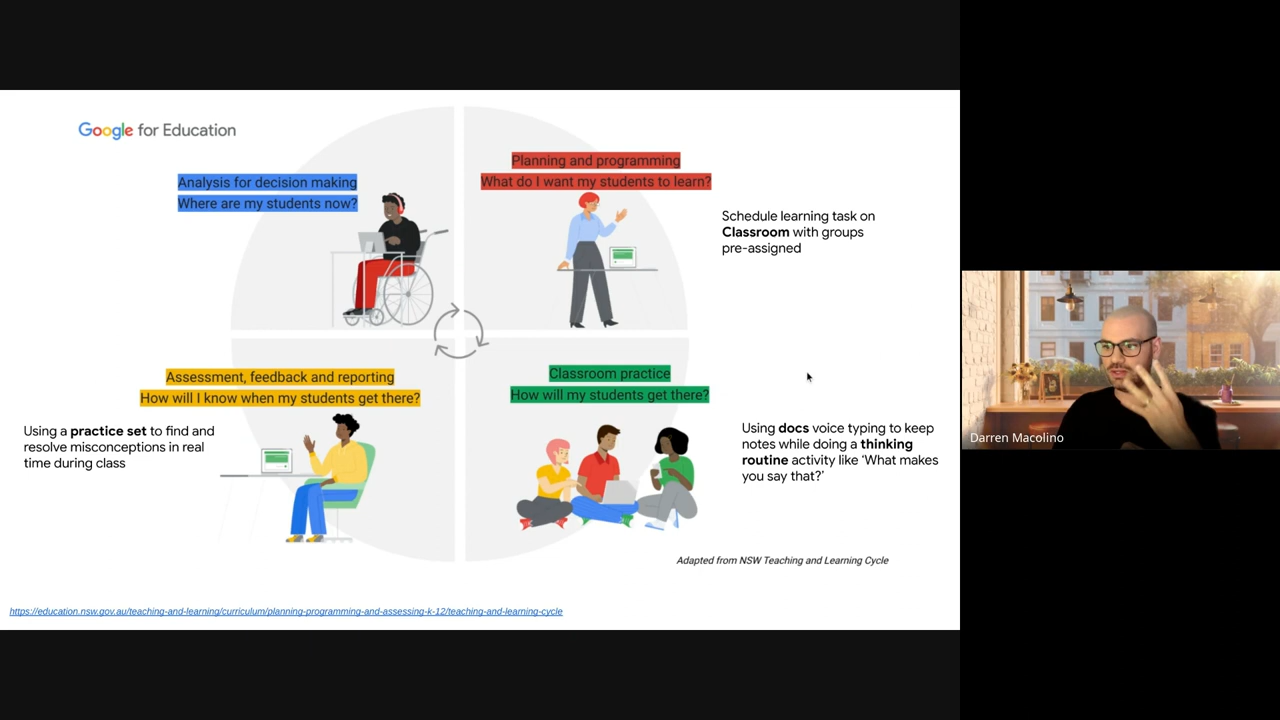 Google for Education
Analysis for decision making
Where are my students now?
Planning and programming
What do I want my students to learn?
Schedule learning task on
Classroom with groups
pre-assigned
Assessment, feedback and reporting
How will I know when my students get there?
Using a practice set to find and
resolve misconceptions in real
time during class
Classroom practice
How will my students get there?
Using docs voice typing to keep
notes while doing a thinking
routine activity like ‘What makes
you say that?’
Adapted from NSW Teaching and Learning Cycle
https://education.nsw.gov.au/teaching-and-learning/curriculum/planning-programming-and-assessing-k-12/teaching-and-learning-cycle
Darren Macolino